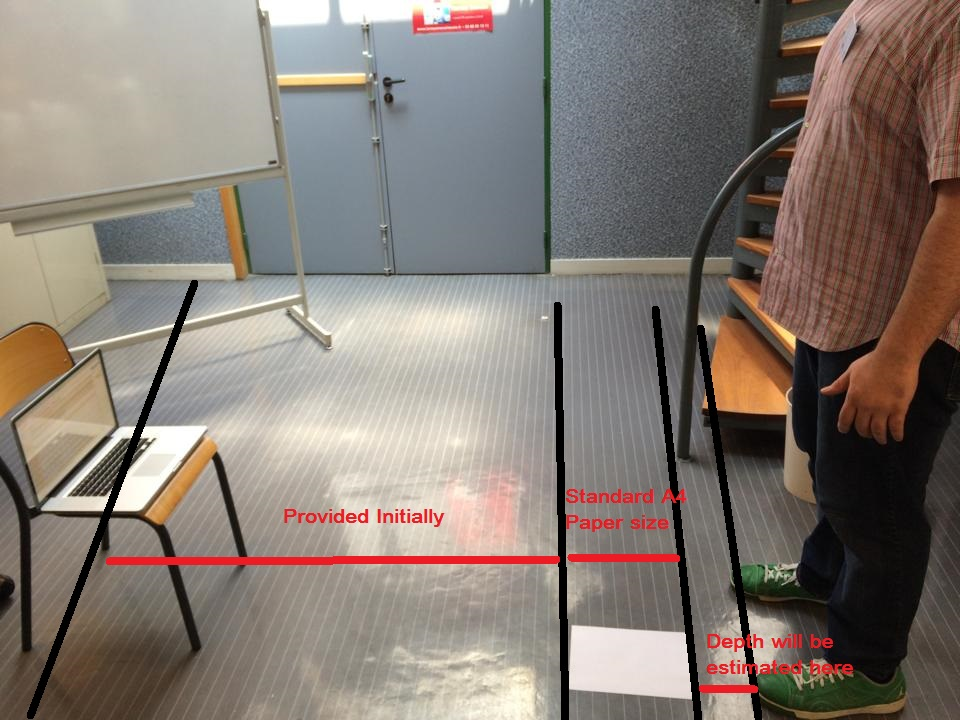 Provided Initially
Standard A4
Paper size
Depth will be
estimated here